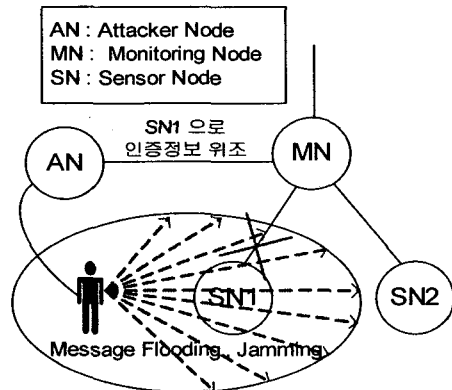 AN : Attacker Node
MN : Monitoring Node
SN : Sensor Node
SN1 으로
인증정보 위조
AN
MN
SN1
SN2
Message Flooding, Jamming